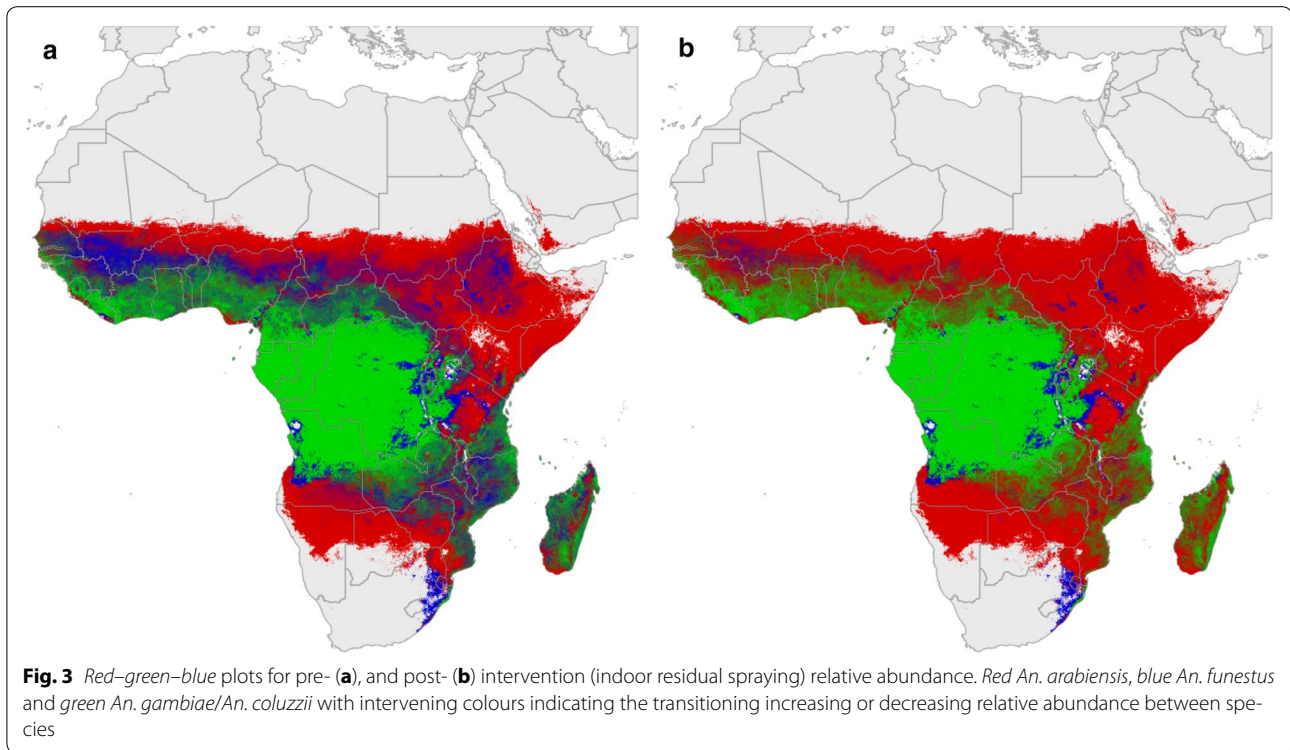 a
b
Fig. 3 Red–green–blue plots for pre- (a), and post- (b) intervention (indoor residual spraying) relative abundance. Red An. arabiensis, blue An. funestus
and green An. gambiae/An. coluzzii with intervening colours indicating the transitioning increasing or decreasing relative abundance between spe-
cies